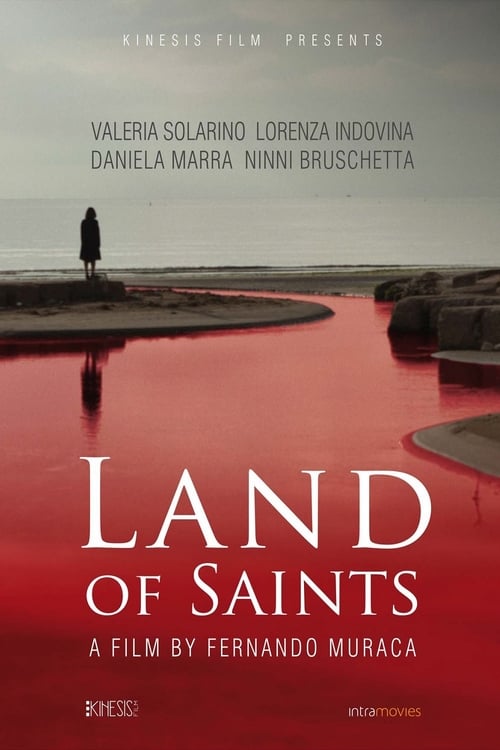 KINESIS FILM PRESENTS
VALERIA SOLARINO LORENZA INDOVINA
DANIELA MARRA NINNI BRUSCHETTA
LAND
OF SAINTS
A FILM BY FERNANDO MURACA
KINESIS FILM intramovies